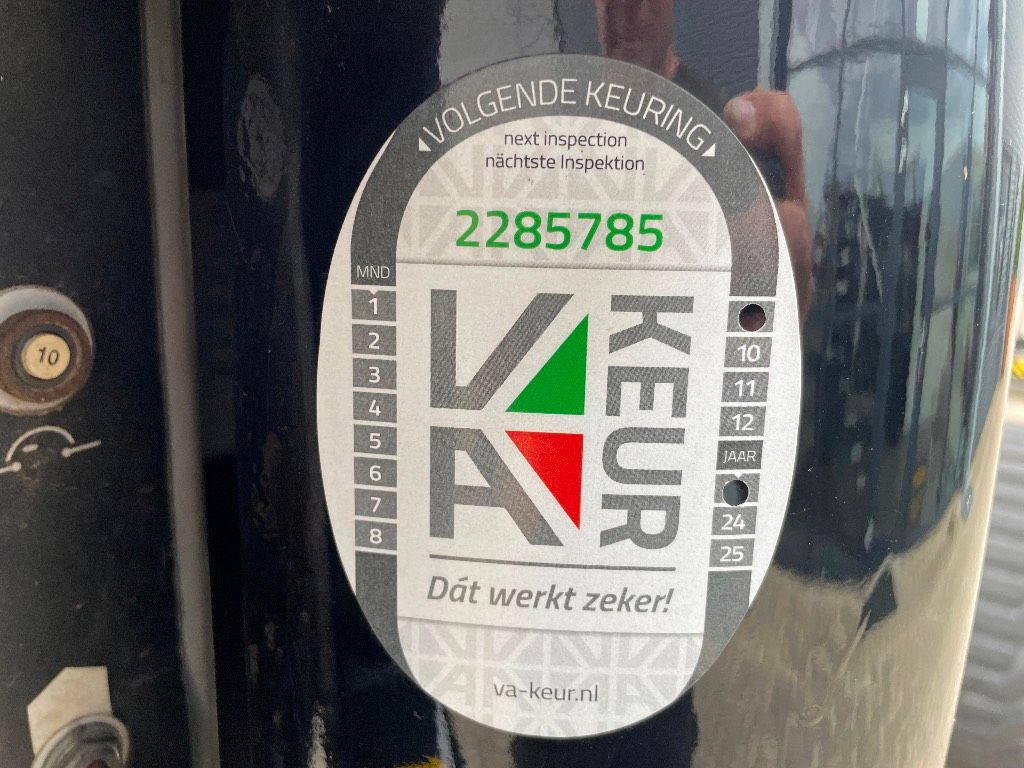 VOLGENDE KEURING
next inspection
nächtste Inspektion
2285785
MND
1
2
3
4
5
6
7
8
10
11
12
JAAR
24
25
VA
KEUR
Dát werkt zeker!
va-keur.nl
10